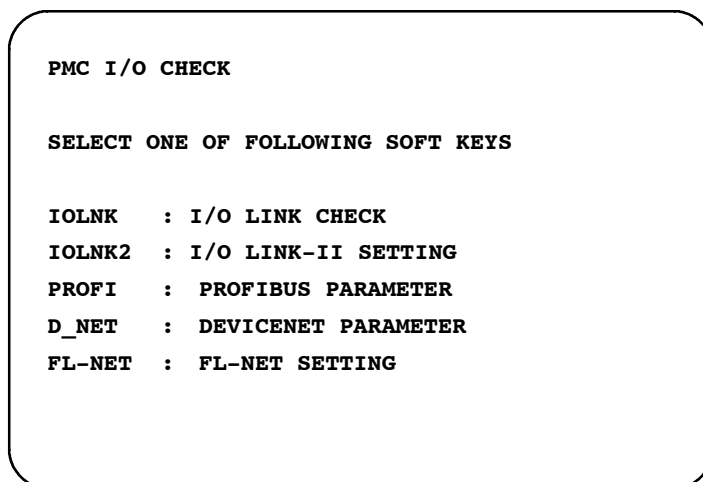 PMC I/O CHECK
SELECT ONE OF FOLLOWING SOFT KEYS
IOLNK : I/O LINK CHECK
IOLNK2 : I/O LINK-II SETTING
PROFI : PROFIBUS PARAMETER
D_NET : DEVICENET PARAMETER
FL-NET : FL-NET SETTING